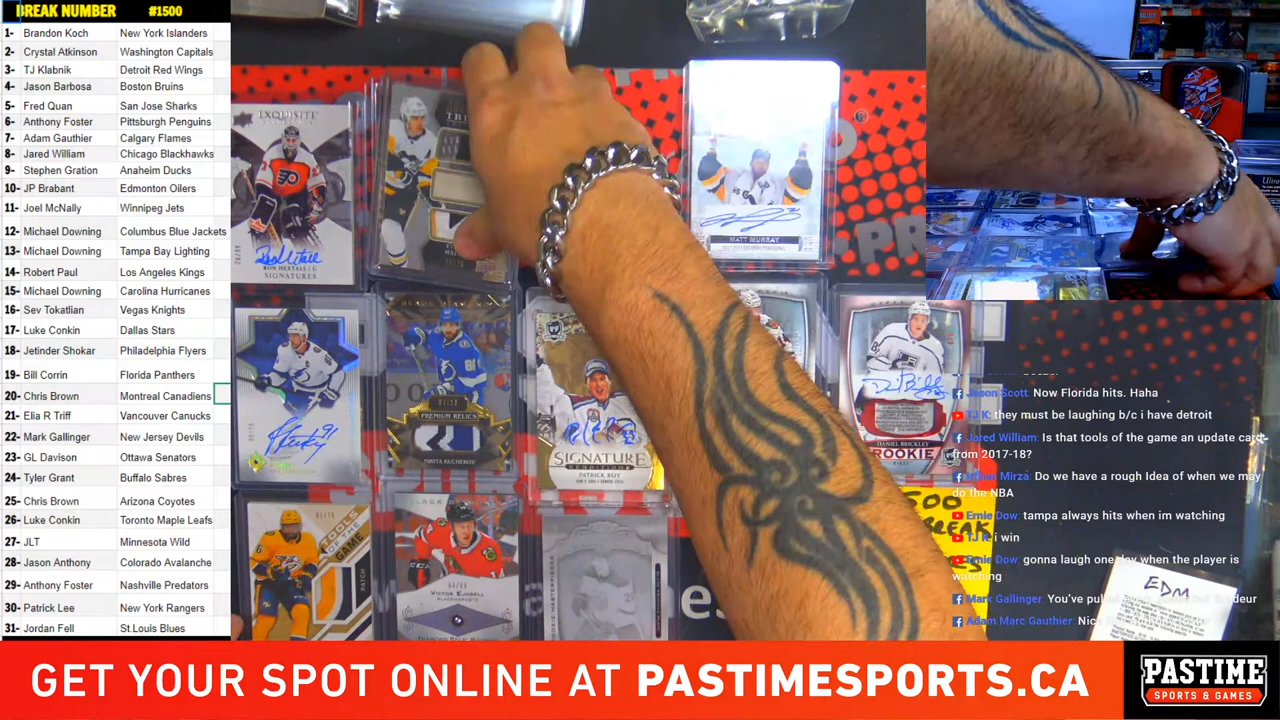 BREAK NUMBER #1500
1- Brandon Koch New York Islanders
2- Crystal Atkinson Washington Capitals
3- TJ Klabnik Detroit Red Wings
4- Jason Barbosa Boston Bruins
5- Fred Quan San Jose Sharks
6- Anthony Foster Pittsburgh Penguins
7- Adam Gauthier Calgary Flames
8- Jared William Chicago Blackhawks
9- Stephen Gration Anaheim Ducks
10- JP Brabant Edmonton Oilers
11- Joel McNally Winnipeg Jets
12- Michael Downing Columbus Blue Jackets
13- Michael Downing Tampa Bay Lighting
14- Robert Paul Los Angeles Kings
15- Michael Downing Carolina Hurricanes
16- Sev Tokatlian Vegas Knights
17- Luke Conkin Dallas Stars
18- Jetinder Shokar Philadelphia Flyers
19- Bill Corrin Florida Panthers
20- Chris Brown Montreal Canadiens
21- Elia R Triff Vancouver Canucks
22- Mark Gallinger New Jersey Devils
23- GL Davison Ottawa Senators
24- Tyler Grant Buffalo Sabres
25- Chris Brown Arizona Coyotes
26- Luke Conkin Toronto Maple Leafs
27- JLT Minnesota Wild
28- Jason Anthony Colorado Avalanche
29- Anthony Foster Nashville Predators
30- Patrick Lee New York Rangers
31- Jordan Fell St.Louis Blues
EXQUISITE
RON HEXTALL | G
SIGNATURES
MATT MURRAY
PREMIUM RELICS
NIKITA KUCHEROV
SIGNATURE
RENDITIONS
PATRICK ROY
DANIEL BRICKLEY
ROOKIE
TOOLS OF THE GAME
PATCH
VICTOR EJDSELL
BLACKHAWKS
BREAK
EDM
Jason Scott: Now Florida hits. Haha
TJ K: they must be laughing b/c i have detroit
Jared William: Is that tools of the game an update card
from 2017-18?
Mirza: Do we have a rough Idea of when we may
do the NBA
Ernie Dow: tampa always hits when im watching
TJ K: i win
Ernie Dow: gonna laugh one day when the player is
watching
Mark Gallinger: You've
Adam Marc Gauthier:
GET YOUR SPOT ONLINE AT PASTIMESPORTS.CA
PASTIME
SPORTS & GAMES